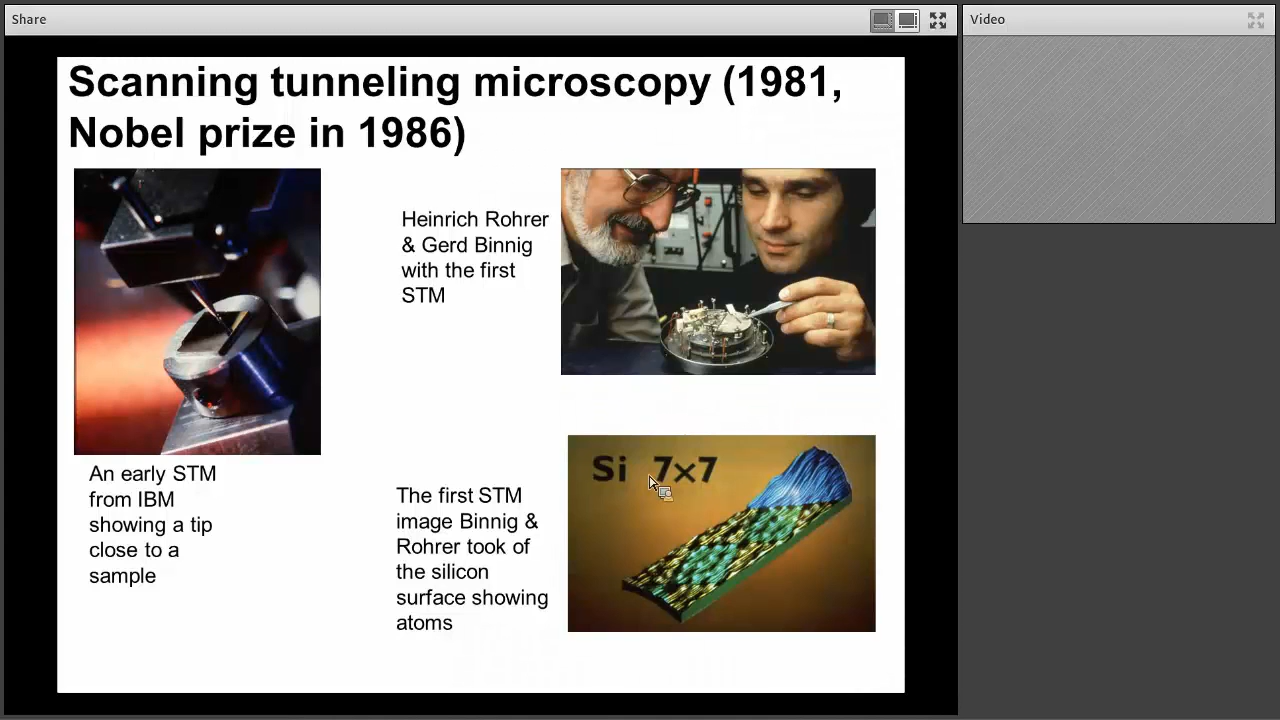 Share
Video
Scanning tunneling microscopy (1981,
Nobel prize in 1986)
Heinrich Rohrer
& Gerd Binnig
with the first
STM
An early STM
from IBM
showing a tip
close to a
sample
The first STM
image Binnig &
Rohrer took of
the silicon
surface showing
atoms
Si 7×7